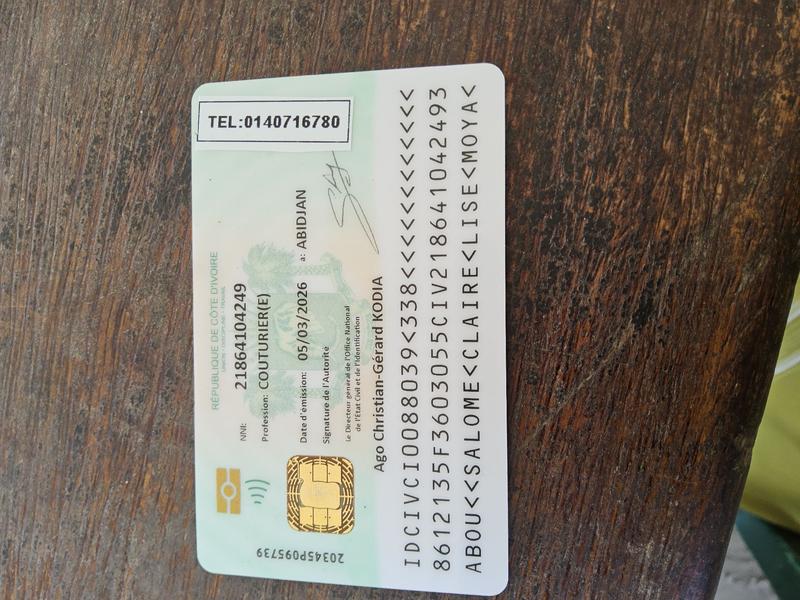 TEL:0140716780
RÉPUBLIQUE DE CÔTE D'IVOIRE
NNI: 21864104249
Profession: COUTURIER(E)
Date d'émission: 05/03/2026 a: ABIDJAN
Signature de l'Autorité
Le Directeur général de l'Office National
de l'Etat Civil et de l'Identification
Ago Christian-Gérard KODIA
20345P095739
IDCIVCI0088039<338<<<<<<<<<<<<
8612135F3603055CIV218641042493
ABOU<<SALOME<CLAIRE<LISE<MOYA<